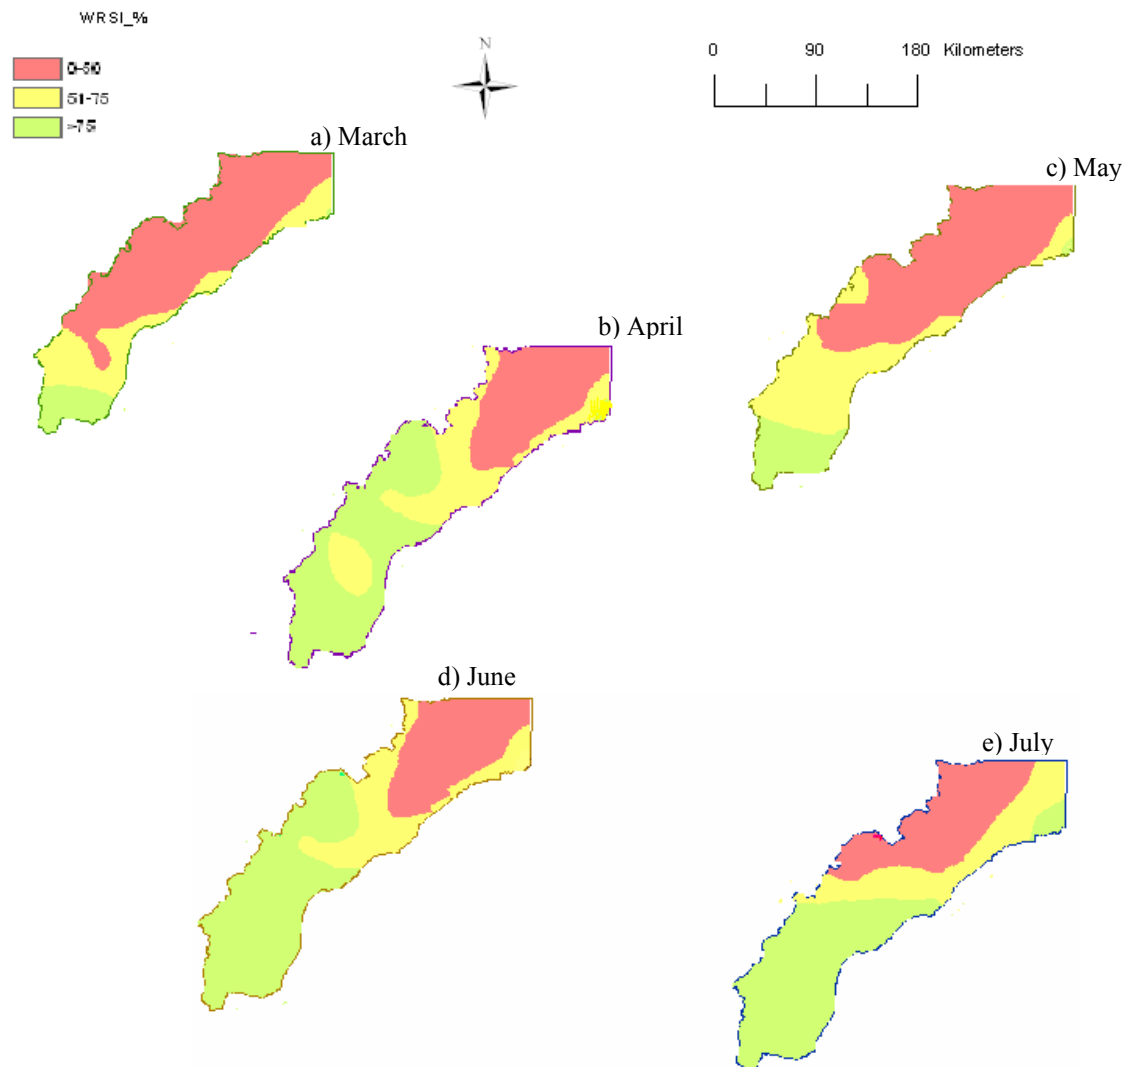 WRSI_%
N
0-50
51-75
>75
0 90 180 Kilometers
a) March
c) May
b) April
d) June
e) July